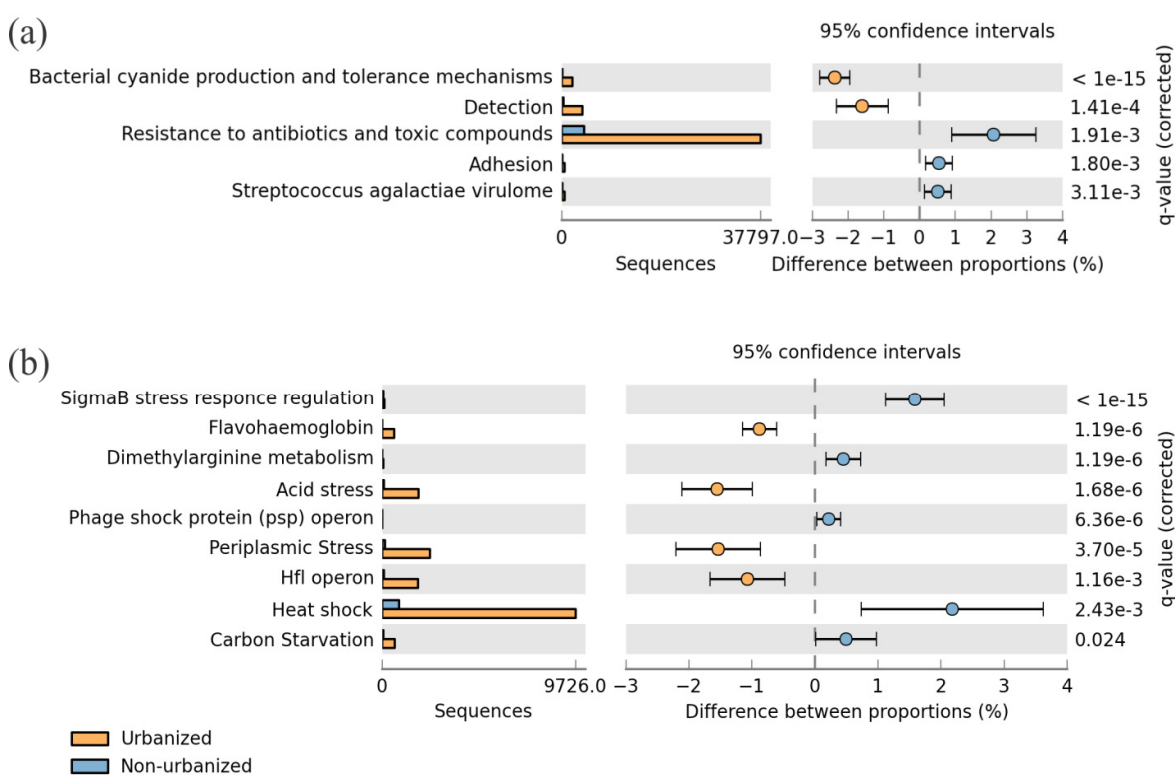 (a)
95% confidence intervals
Bacterial cyanide production and tolerance mechanisms < 1e-15
Detection 1.41e-4
Resistance to antibiotics and toxic compounds 1.91e-3
Adhesion 1.80e-3
Streptococcus agalactiae virulome 3.11e-3
q-value (corrected)
0 37797.0 −3 −2 −1 0 1 2 3 4
Sequences Difference between proportions (%)
(b)
95% confidence intervals
SigmaB stress responce regulation < 1e-15
Flavohaemoglobin 1.19e-6
Dimethylarginine metabolism 1.19e-6
Acid stress 1.68e-6
Phage shock protein (psp) operon 6.36e-6
Periplasmic Stress 3.70e-5
Hfl operon 1.16e-3
Heat shock 2.43e-3
Carbon Starvation 0.024
q-value (corrected)
0 9726.0 −3 −2 −1 0 1 2 3 4
Sequences Difference between proportions (%)
Urbanized
Non-urbanized